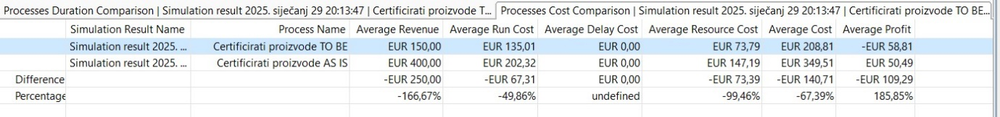 Processes Duration Comparison | Simulation result 2025. siječanj 29 20:13:47 | Certificirati proizvode T... Processes Cost Comparison | Simulation result 2025. siječanj 29 20:13:47 | Certificirati proizvode TO BE...
Simulation Result Name Process Name Average Revenue Average Run Cost Average Delay Cost Average Resource Cost Average Cost Average Profit
Simulation result 2025. ... Certificirati proizvode TO BE EUR 150,00 EUR 135,01 EUR 0,00 EUR 73,79 EUR 208,81 -EUR 58,81
Simulation result 2025. ... Certificirati proizvode AS IS EUR 400,00 EUR 202,32 EUR 0,00 EUR 147,19 EUR 349,51 EUR 50,49
Difference -EUR 250,00 -EUR 67,31 EUR 0,00 -EUR 73,39 -EUR 140,71 -EUR 109,29
Percentage -166,67% -49,86% undefined -99,46% -67,39% 185,85%